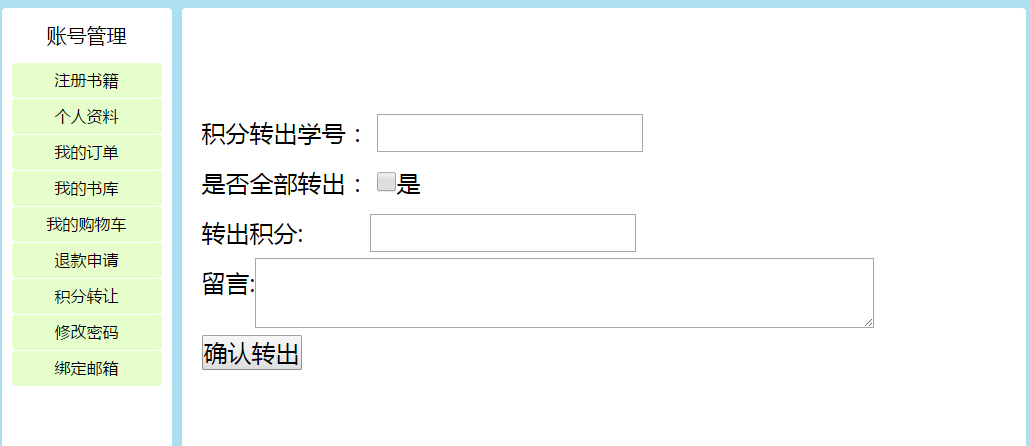 账号管理
注册书籍
个人资料
我的订单
我的书库
我的购物车
退款申请
积分转让
修改密码
绑定邮箱
积分转出学号：
是否全部转出：是
转出积分:
留言:
确认转出